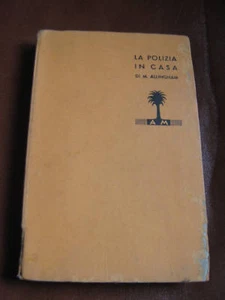 LA POLIZIA
IN CASA
DI M. ALLINGHAM
A M